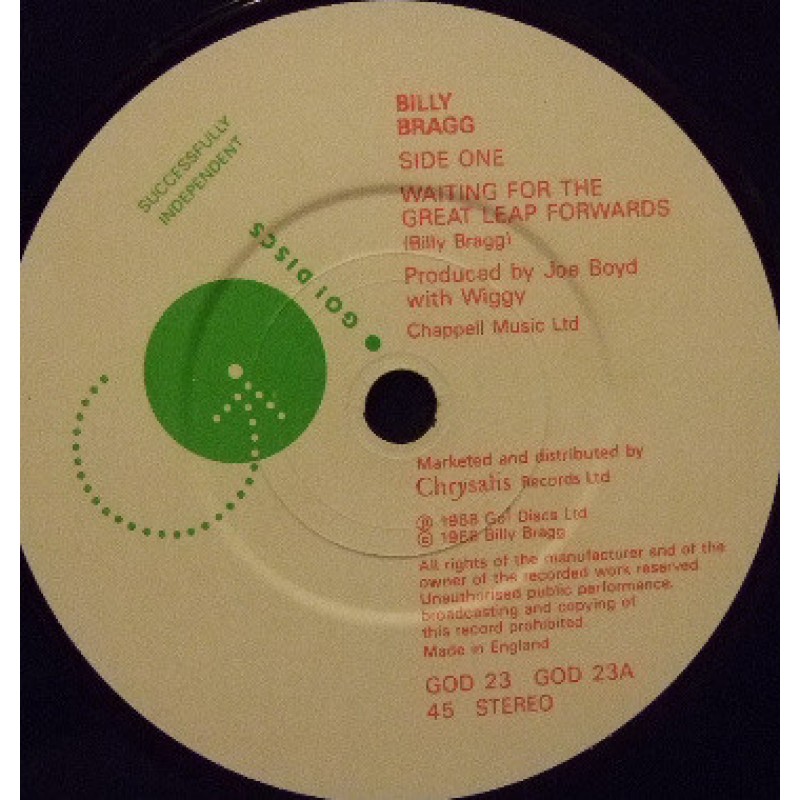 SUCCESSFULLY
INDEPENDENT
GO! DISCS
BILLY
BRAGG
SIDE ONE
WAITING FOR THE
GREAT LEAP FORWARDS
(Billy Bragg)
Produced by Joe Boyd
with Wiggy
Chappell Music Ltd
Marketed and distributed by
Chrysalis Records Ltd
℗ 1988 Go! Discs Ltd
© 1988 Billy Bragg
All rights of the manufacturer and of the
owner of the recorded work reserved
Unauthorised public performance,
broadcasting and copying of
this record prohibited.
Made in England
GOD 23 GOD 23A
45 STEREO